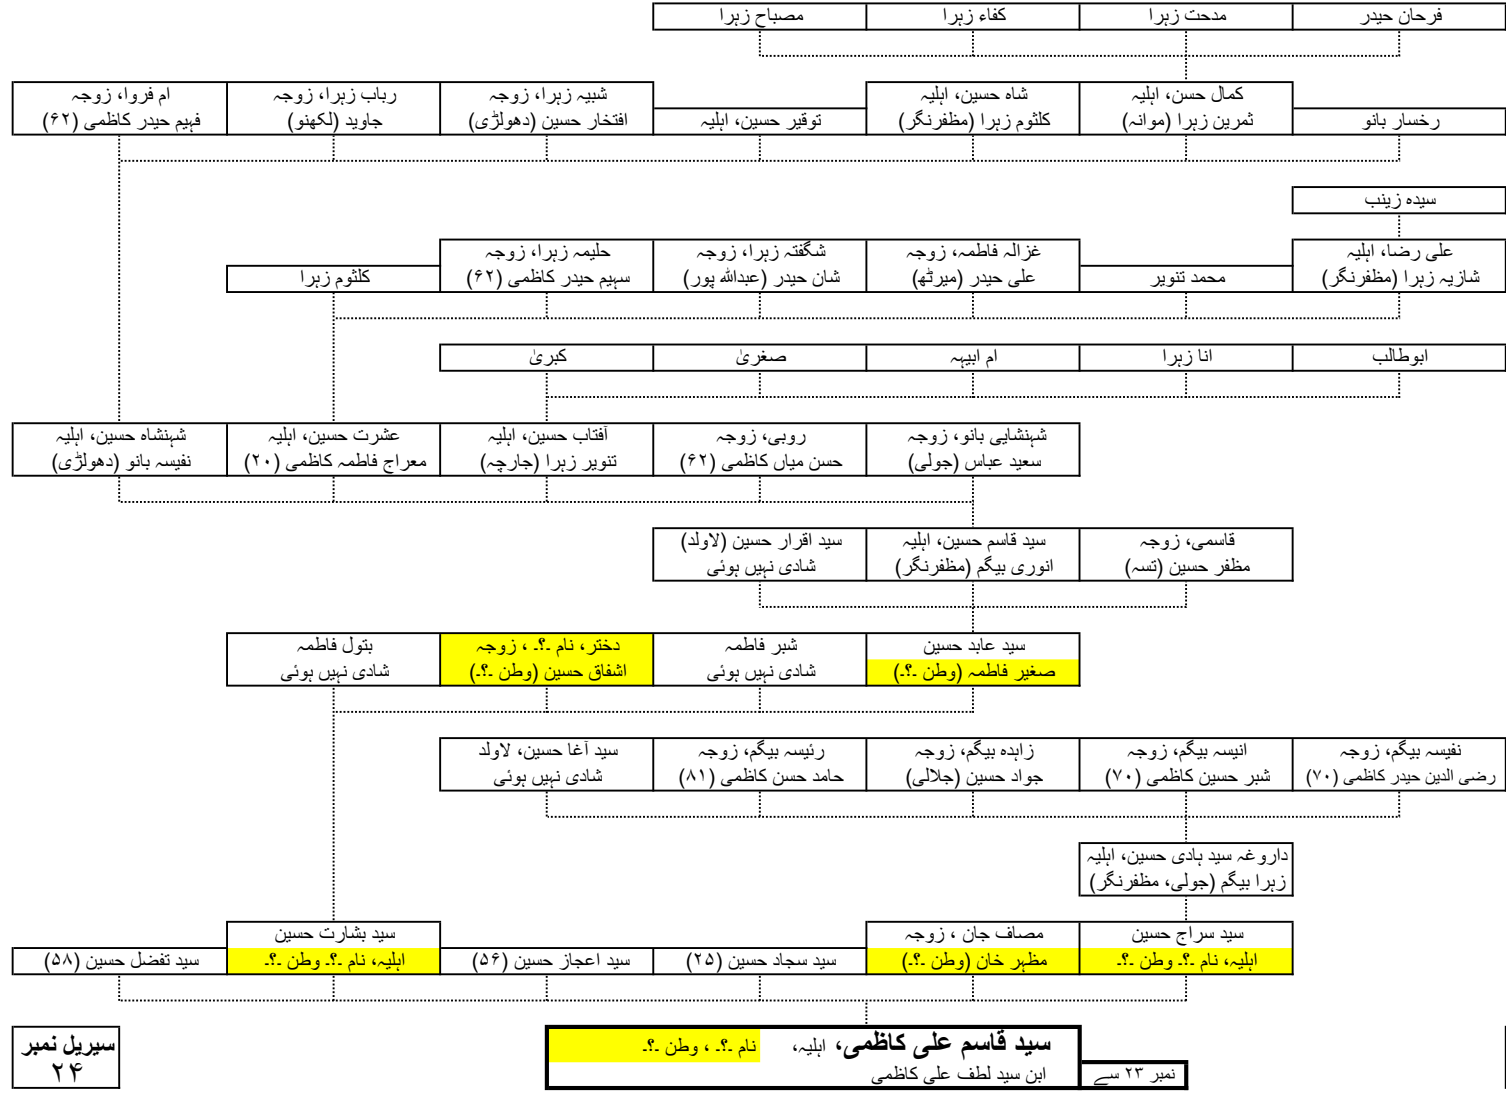 فرحان حیدر
مدحت زہرا
کفاء زہرا
مصباح زہرا
رخسار بانو
کمال حسن، اہلیہ
ثمرین زہرا (موانہ)
شاہ حسین، اہلیہ
کلثوم زہرا (مظفرنگر)
توقیر حسین، اہلیہ
شبیہ زہرا، زوجہ
افتخار حسین (دھولڑی)
رباب زہرا، زوجہ
جاوید (لکھنو)
ام فروا، زوجہ
فہیم حیدر کاظمی (۶۲)
سیدہ زینب
علی رضا، اہلیہ
شازیہ زہرا (مظفرنگر)
محمد تنویر
غزالہ فاطمہ، زوجہ
علی حیدر (میرٹھ)
شگفتہ زہرا، زوجہ
شان حیدر (عبداللہ پور)
حلیمہ زہرا، زوجہ
سہیم حیدر کاظمی (۶۲)
کلثوم زہرا
ابوطالب
انا زہرا
ام ابیہہ
صغریٰ
کبریٰ
شہنشایی بانو، زوجہ
سعید عباس (جولی)
روبی، زوجہ
حسن میاں کاظمی (۶۲)
آفتاب حسین، اہلیہ
تنویر زہرا (جارچہ)
عشرت حسین، اہلیہ
معراج فاطمہ کاظمی (۲۰)
شہنشاہ حسین، اہلیہ
نفیسہ بانو (دھولڑی)
قاسمی، زوجہ
مظفر حسین (تسہ)
سید قاسم حسین، اہلیہ
انوری بیگم (مظفرنگر)
سید اقرار حسین (لاولد)
شادی نہیں ہوئی
سید عابد حسین
صغیر فاطمہ (وطن ـ؟ـ)
شبر فاطمہ
شادی نہیں ہوئی
دختر، نام ـ؟ـ ، زوجہ
اشفاق حسین (وطن ـ؟ـ)
بتول فاطمہ
شادی نہیں ہوئی
نفیسہ بیگم، زوجہ
رضی الدین حیدر کاظمی (۷۰)
انیسہ بیگم، زوجہ
شبر حسین کاظمی (۷۰)
زاہدہ بیگم، زوجہ
جواد حسین (جلالی)
رئیسہ بیگم، زوجہ
حامد حسن کاظمی (۸۱)
سید آغا حسین، لاولد
شادی نہیں ہوئی
داروغہ سید ہادی حسین، اہلیہ
زہرا بیگم (جولی، مظفرنگر)
سید سراج حسین
اہلیہ، نام ـ؟ـ وطن ـ؟ـ
مصاف جان ، زوجہ
مظہر خان (وطن ـ؟ـ)
سید سجاد حسین (۲۵)
سید اعجاز حسین (۵۶)
سید بشارت حسین
اہلیہ، نام ـ؟ـ وطن ـ؟ـ
سید تفضل حسین (۵۸)
نمبر ۲۳ سے
سید قاسم علی کاظمی، اہلیہ، نام ـ؟ـ ، وطن ـ؟ـ
ابن سید لطف علی کاظمی
سیریل نمبر
۲۴